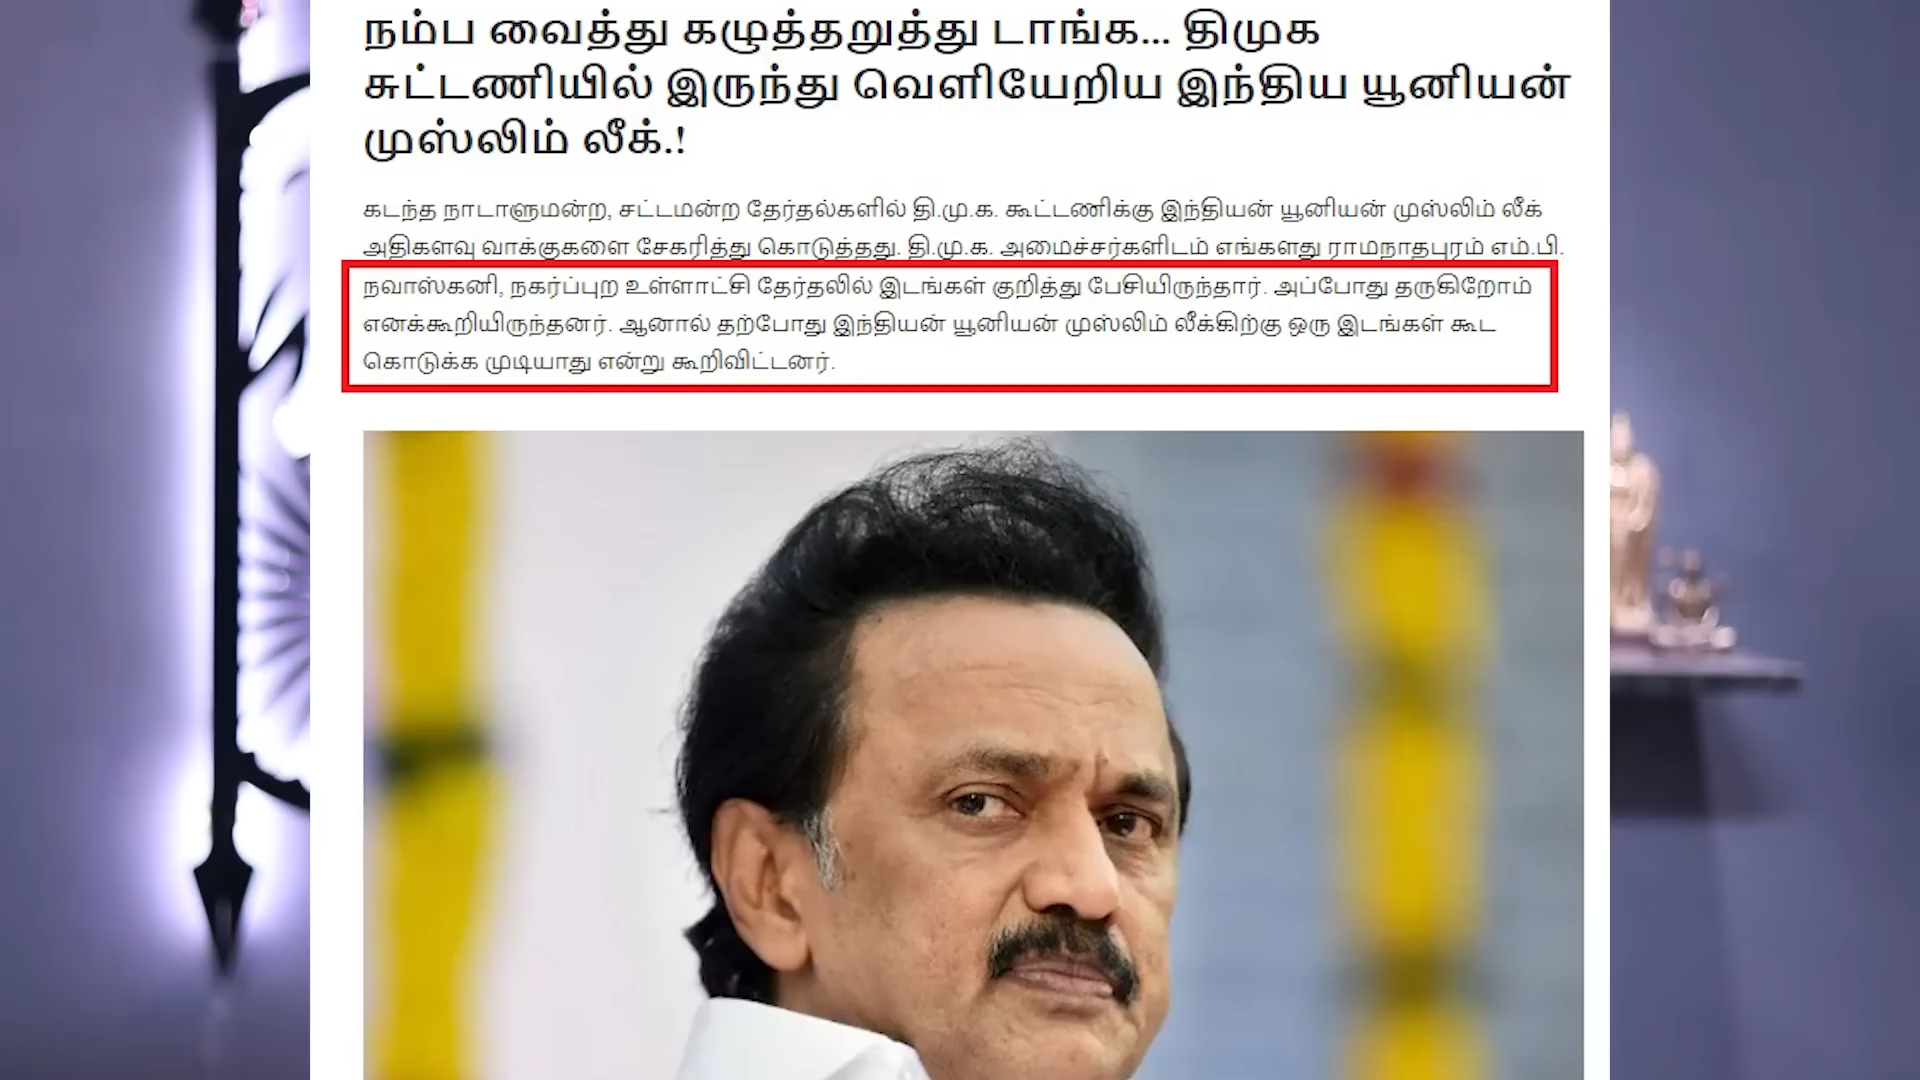 நம்ப வைத்து கழுத்தறுத்து டாங்க... திமுக
சுட்டணியில் இருந்து வெளியேறிய இந்திய யூனியன்
முஸ்லிம் லீக்.!
கடந்த நாடாளுமன்ற, சட்டமன்ற தேர்தல்களில் தி.மு.க. கூட்டணிக்கு இந்தியன் யூனியன் முஸ்லிம் லீக்
அதிகளவு வாக்குகளை சேகரித்து கொடுத்தது. தி.மு.க. அமைச்சர்களிடம் எங்களது ராமநாதபுரம் எம்.பி.
நவாஸ்கனி, நகர்ப்புற உள்ளாட்சி தேர்தலில் இடங்கள் குறித்து பேசியிருந்தார். அப்போது தருகிறோம்
எனக்கூறியிருந்தனர். ஆனால் தற்போது இந்தியன் யூனியன் முஸ்லிம் லீக்கிற்கு ஒரு இடங்கள் கூட
கொடுக்க முடியாது என்று கூறிவிட்டனர்.